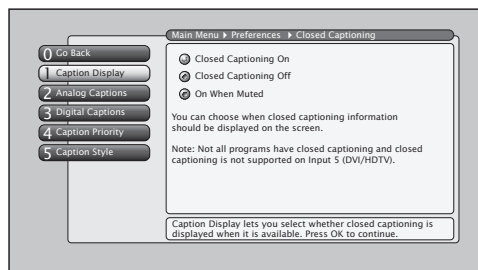 Main Menu Preferences Closed Captioning
0 Go Back
1 Caption Display
2 Analog Captions
3 Digital Captions
4 Caption Priority
5 Caption Style
Closed Captioning On
Closed Captioning Off
On When Muted
You can choose when closed captioning information
should be displayed on the screen.
Note: Not all programs have closed captioning and closed
captioning is not supported on Input 5 (DVI/HDTV).
Caption Display lets you select whether closed captioning is
displayed when it is available. Press OK to continue.